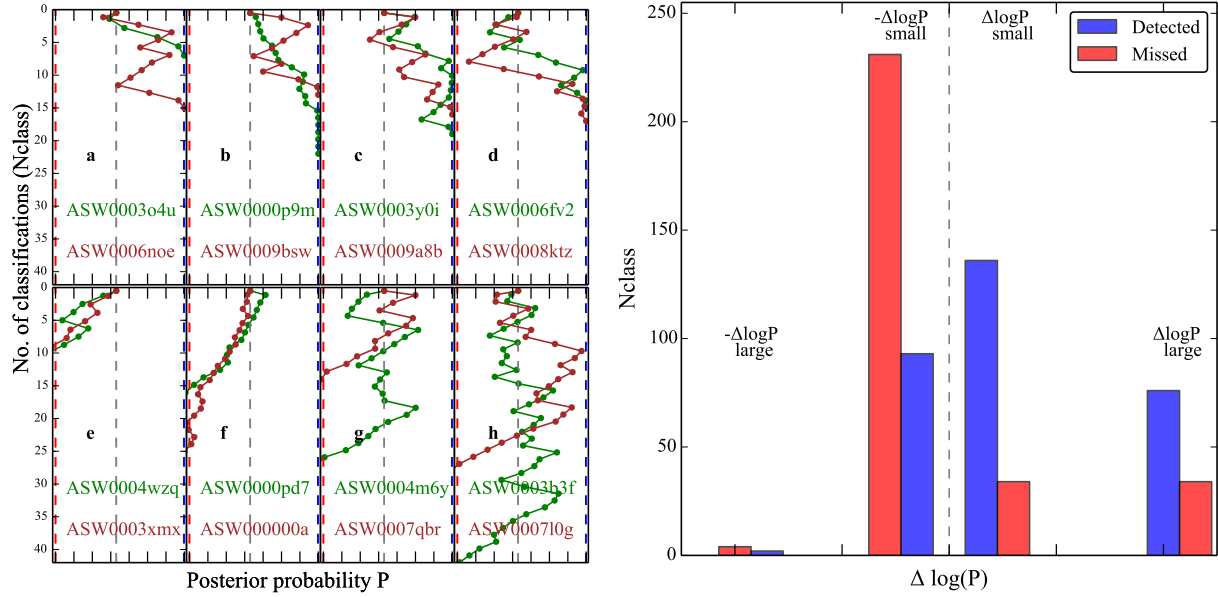 No. of classifications (Nclass)
0
5
10
15
20
25
30
35
40
a
b
c
d
ASW0003o4u
ASW0000p9m
ASW0003y0i
ASW0006fv2
ASW0006noe
ASW0009bsw
ASW0009a8b
ASW0008ktz
0
5
10
15
20
25
30
35
40
e
f
g
h
ASW0004wzq
ASW0000pd7
ASW0004m6y
ASW0003b3f
ASW0003xmx
ASW000000a
ASW0007qbr
ASW0007l0g
Posterior probability P
Nclass
250
200
150
100
50
0
-ΔlogP
small
ΔlogP
small
Detected
Missed
-ΔlogP
large
ΔlogP
large
Δ log(P)